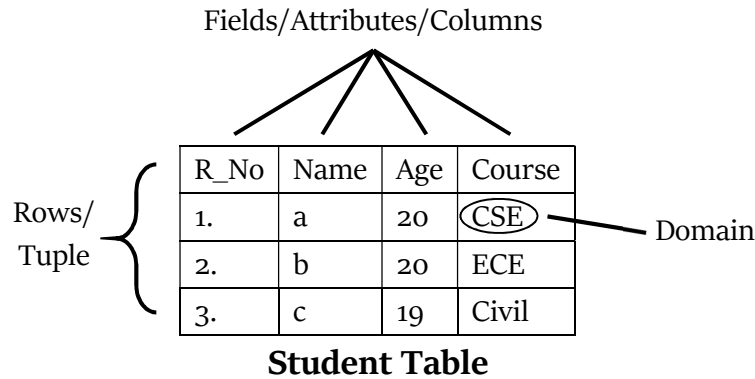 Fields/Attributes/Columns
R_No Name Age Course
Rows/
Tuple
1. a 20 CSE
Domain
2. b 20 ECE
3. c 19 Civil
Student Table